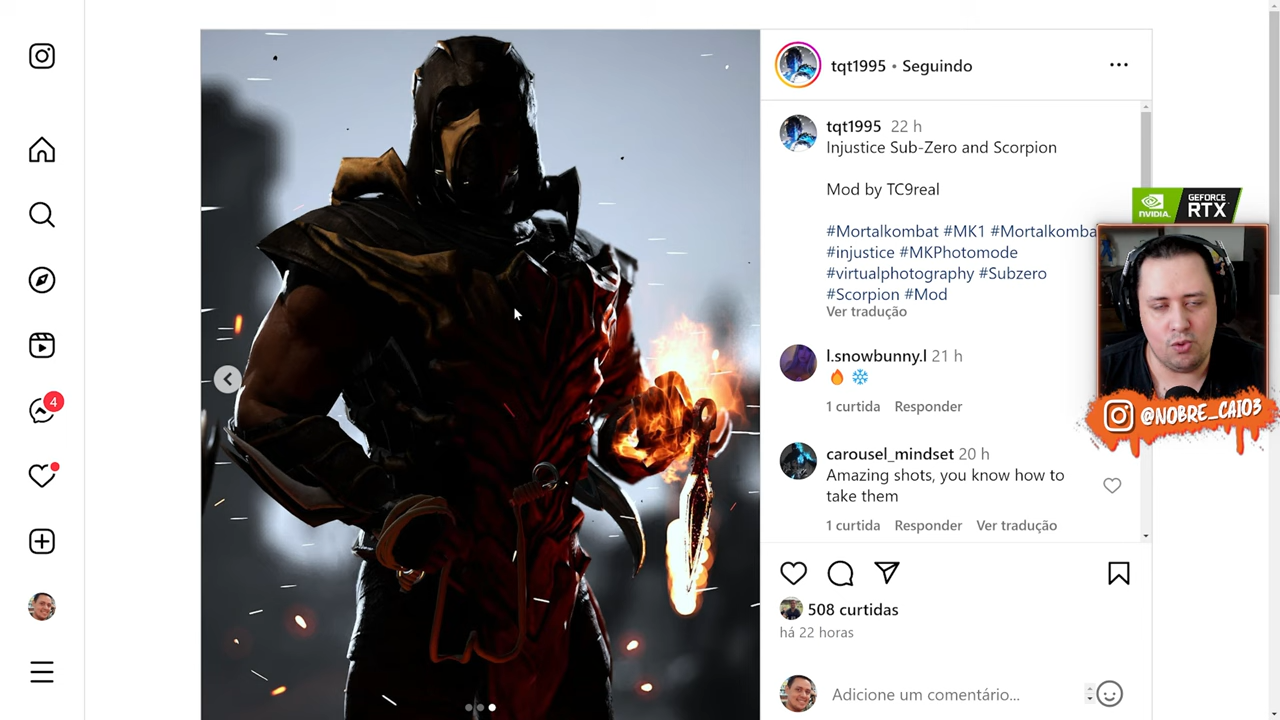 tqt1995 • Seguindo
tqt1995 22 h
Injustice Sub-Zero and Scorpion
Mod by TC9real
#Mortalkombat #MK1 #Mortalkomba
#injustice #MKPhotomode
#virtualphotography #Subzero
#Scorpion #Mod
Ver tradução
l.snowbunny.l 21 h
🔥 ❄️
1 curtida Responder
carousel_mindset 20 h
Amazing shots, you know how to
take them
1 curtida Responder Ver tradução
508 curtidas
há 22 horas
Adicione um comentário...
4
NVIDIA. GEFORCE RTX
@NOBRE_CAIO3